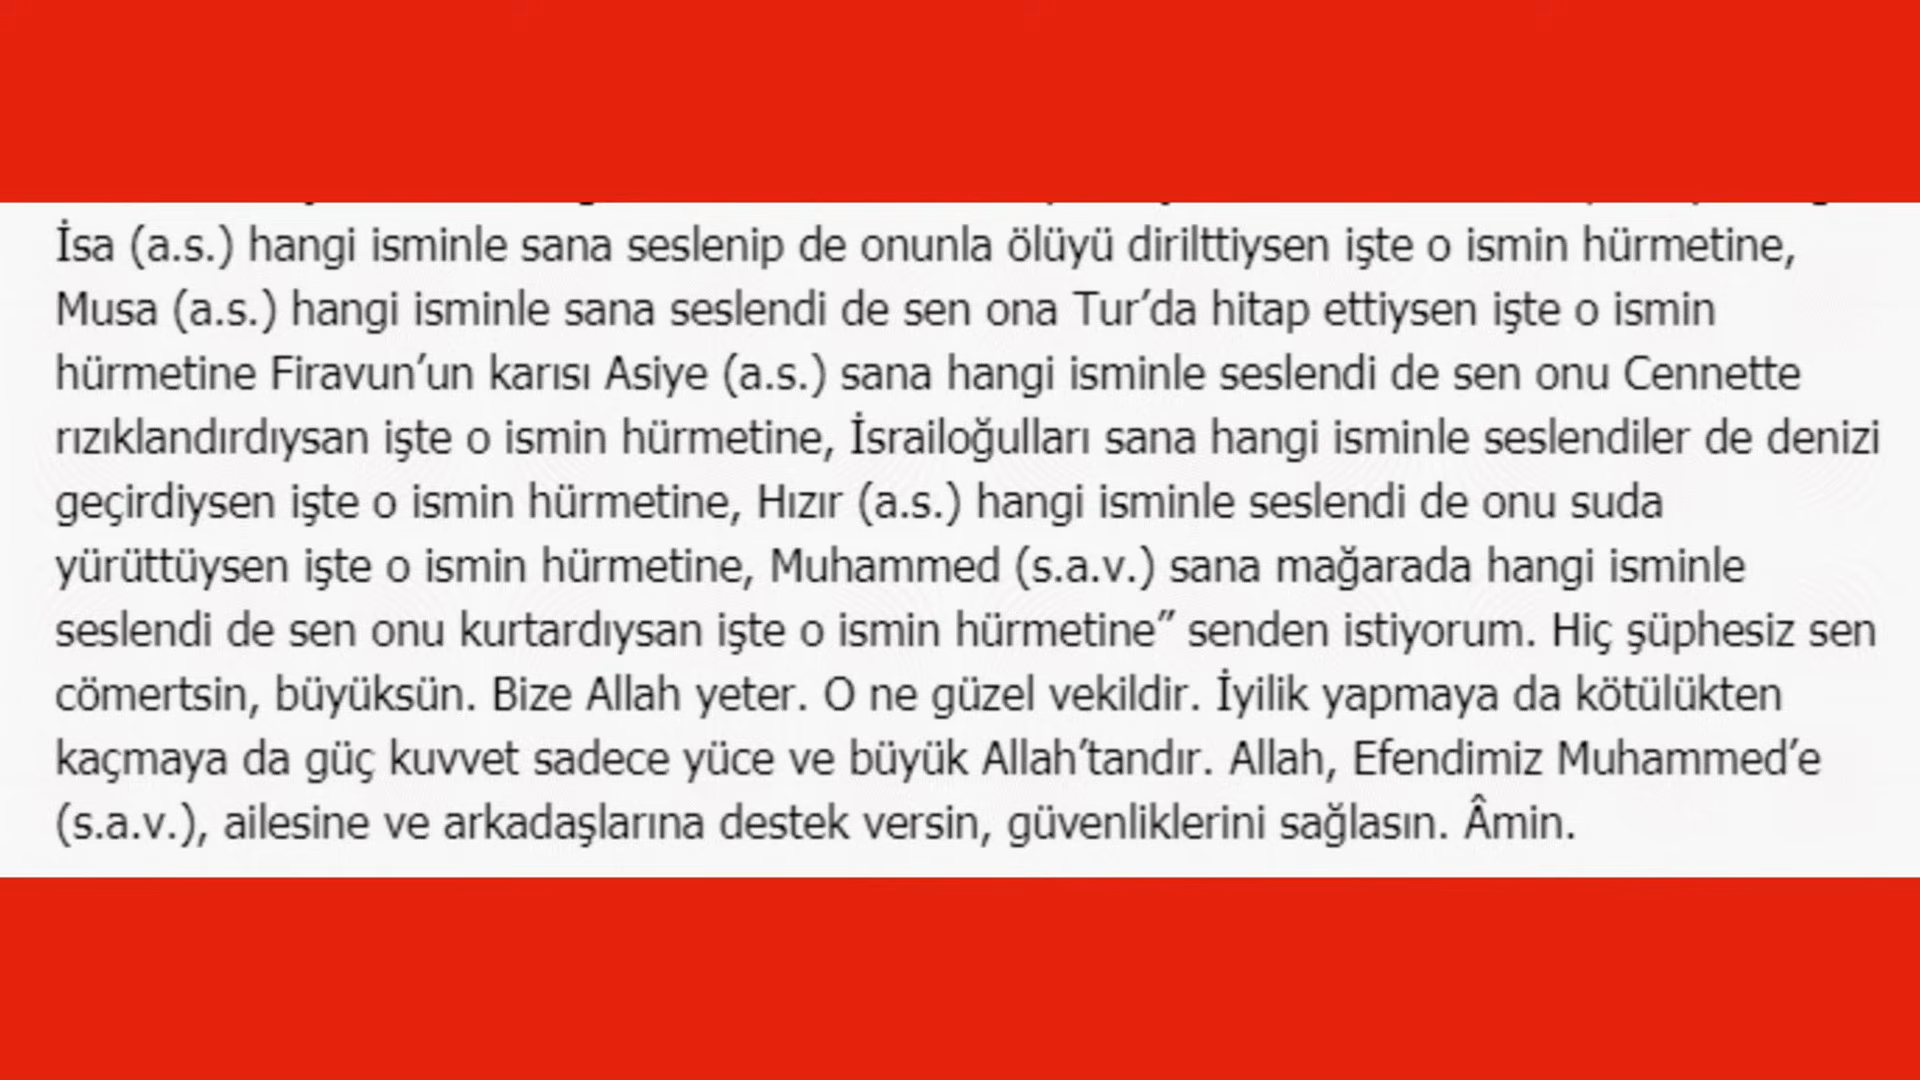 İsa (a.s.) hangi isminle sana seslenip de onunla ölüyü dirilttiysen işte o ismin hürmetine,
Musa (a.s.) hangi isminle sana seslendi de sen ona Tur’da hitap ettiysen işte o ismin
hürmetine Firavun’un karısı Asiye (a.s.) sana hangi isminle seslendi de sen onu Cennette
rızıklandırdıysan işte o ismin hürmetine, İsrailoğulları sana hangi isminle seslendiler de denizi
geçirdiysen işte o ismin hürmetine, Hızır (a.s.) hangi isminle seslendi de onu suda
yürüttüysen işte o ismin hürmetine, Muhammed (s.a.v.) sana mağarada hangi isminle
seslendi de sen onu kurtardıysan işte o ismin hürmetine” senden istiyorum. Hiç şüphesiz sen
cömertsin, büyüksün. Bize Allah yeter. O ne güzel vekildir. İyilik yapmaya da kötülükten
kaçmaya da güç kuvvet sadece yüce ve büyük Allah’tandır. Allah, Efendimiz Muhammed’e
(s.a.v.), ailesine ve arkadaşlarına destek versin, güvenliklerini sağlasın. Âmin.